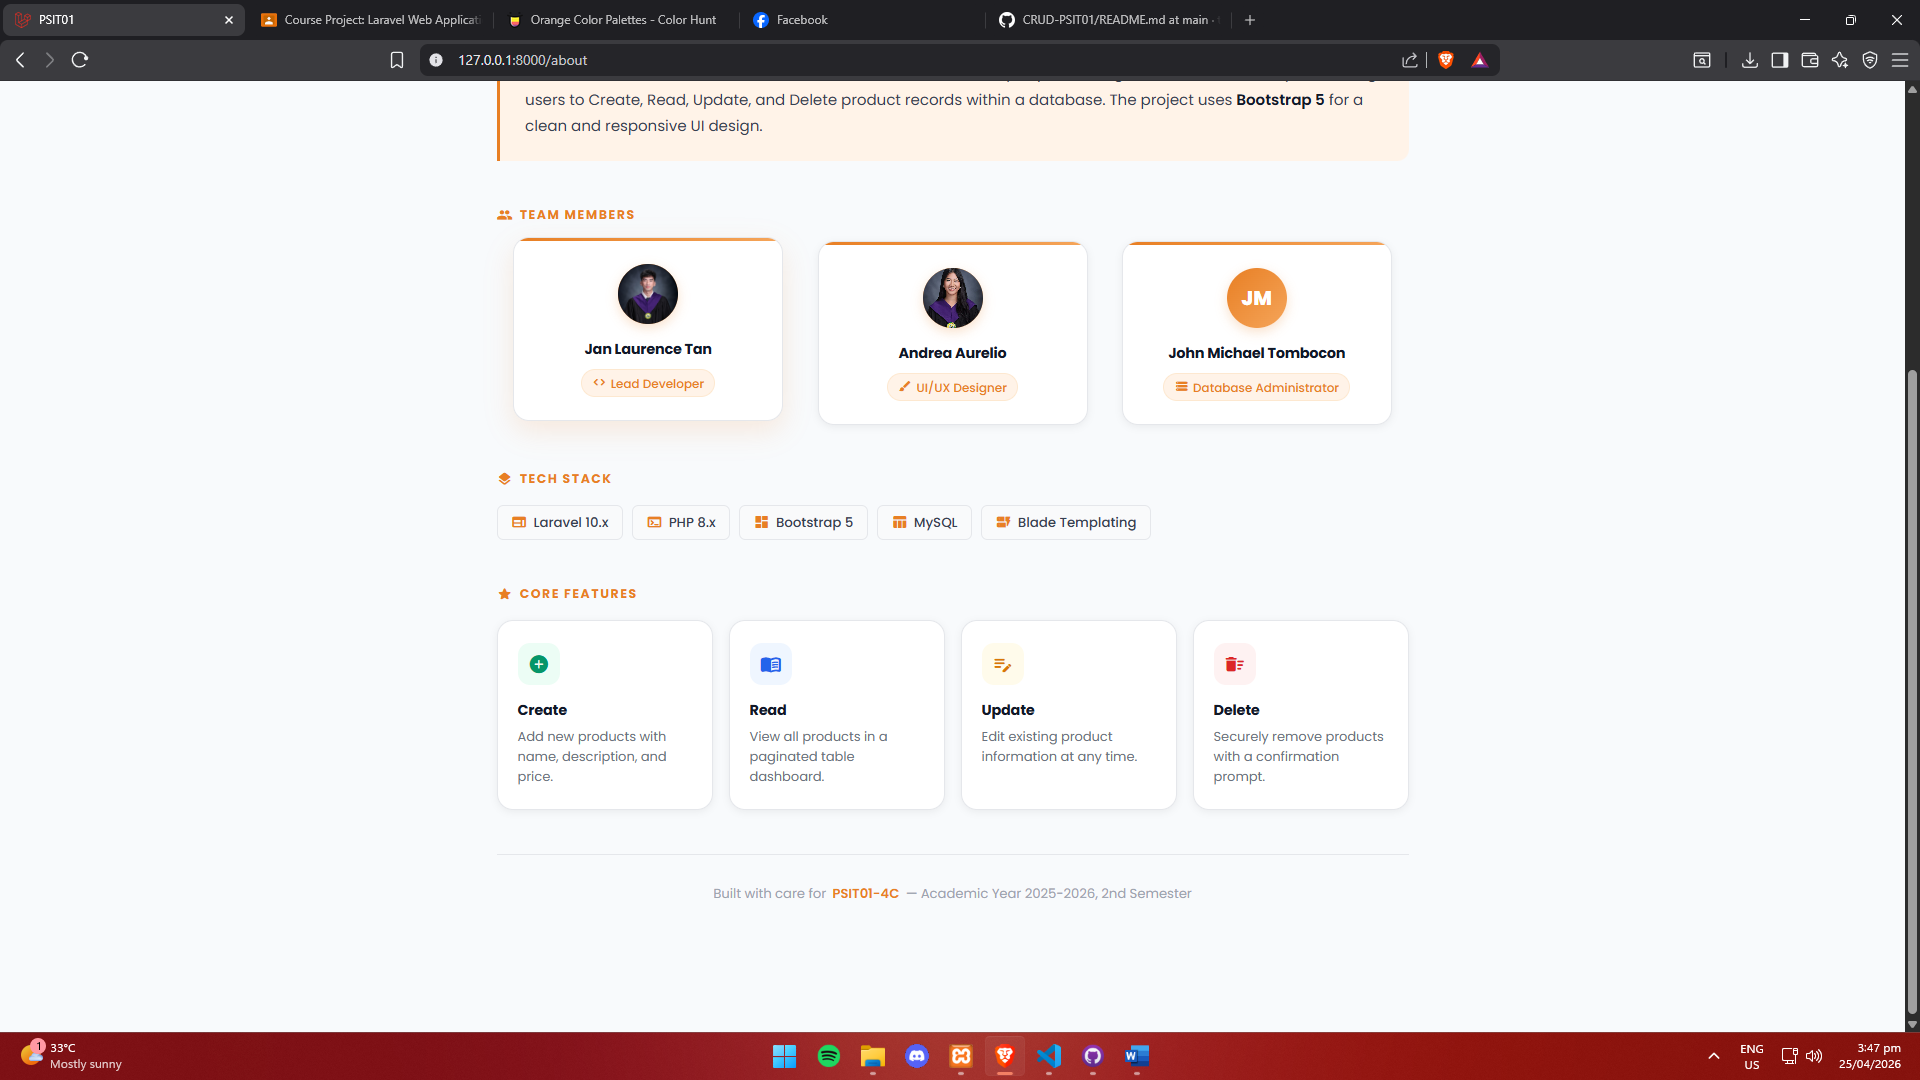 PSIT01
Course Project: Laravel Web Applicati
Orange Color Palettes - Color Hunt
Facebook
CRUD-PSIT01/README.md at main ·
127.0.0.1:8000/about
users to Create, Read, Update, and Delete product records within a database. The project uses Bootstrap 5 for a
clean and responsive UI design.
TEAM MEMBERS
Jan Laurence Tan
Lead Developer
Andrea Aurelio
UI/UX Designer
JM
John Michael Tombocon
Database Administrator
TECH STACK
Laravel 10.x
PHP 8.x
Bootstrap 5
MySQL
Blade Templating
CORE FEATURES
Create
Add new products with
name, description, and
price.
Read
View all products in a
paginated table
dashboard.
Update
Edit existing product
information at any time.
Delete
Securely remove products
with a confirmation
prompt.
Built with care for PSIT01-4C — Academic Year 2025-2026, 2nd Semester
1
33°C
Mostly sunny
ENG
US
3:47 pm
25/04/2026